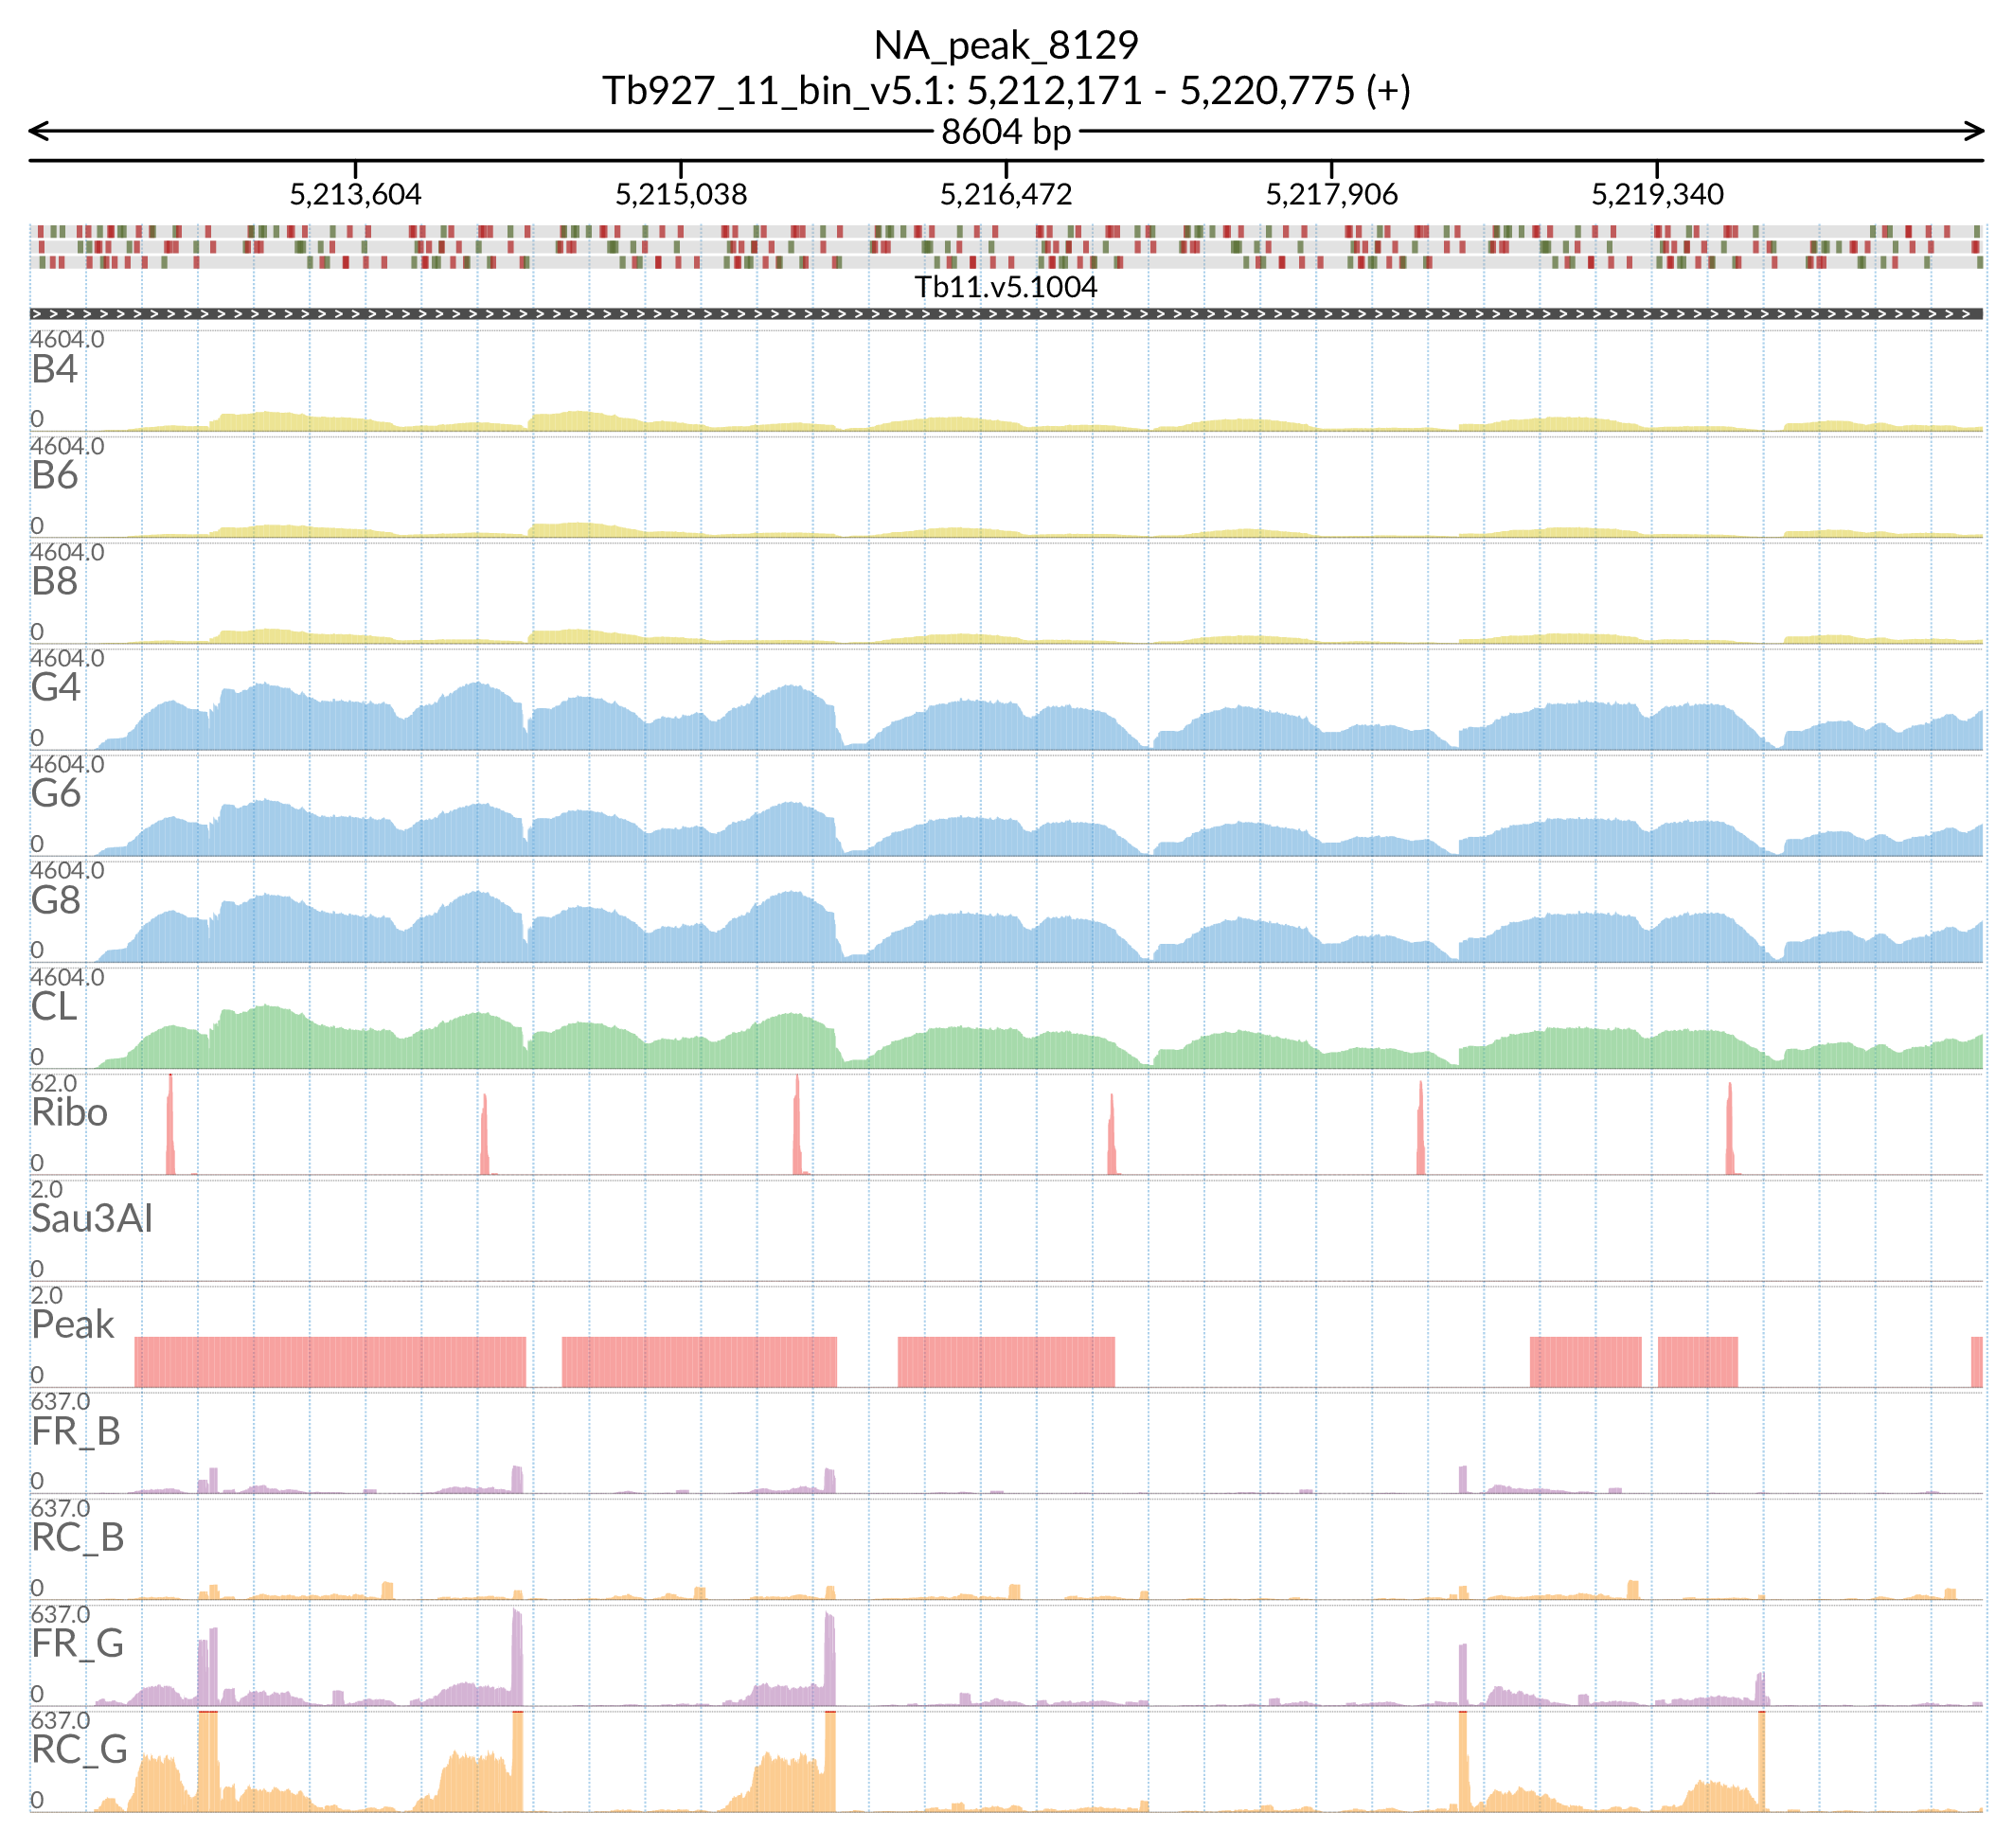 NA_peak_8129
Tb927_11_bin_v5.1: 5,212,171 - 5,220,775 (+)
8604 bp
5,213,604 5,215,038 5,216,472 5,217,906 5,219,340
Tb11.v5.1004
4604.0
B4
0
4604.0
B6
0
4604.0
B8
0
4604.0
G4
0
4604.0
G6
0
4604.0
G8
0
4604.0
CL
0
62.0
Ribo
0
2.0
Sau3AI
0
2.0
Peak
0
637.0
FR_B
0
637.0
RC_B
0
637.0
FR_G
0
637.0
RC_G
0